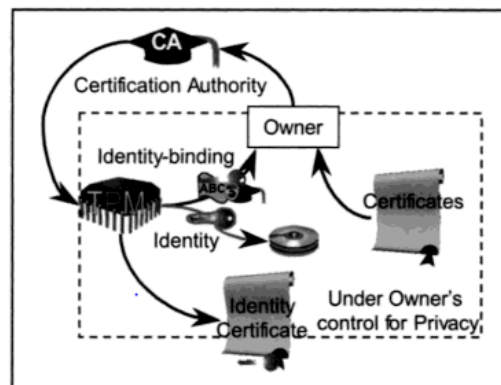 CA
Certification Authority
Owner
Identity-binding
ABC
TPM
Certificates
Identity
Identity
Certificate
Under Owner's
control for Privacy